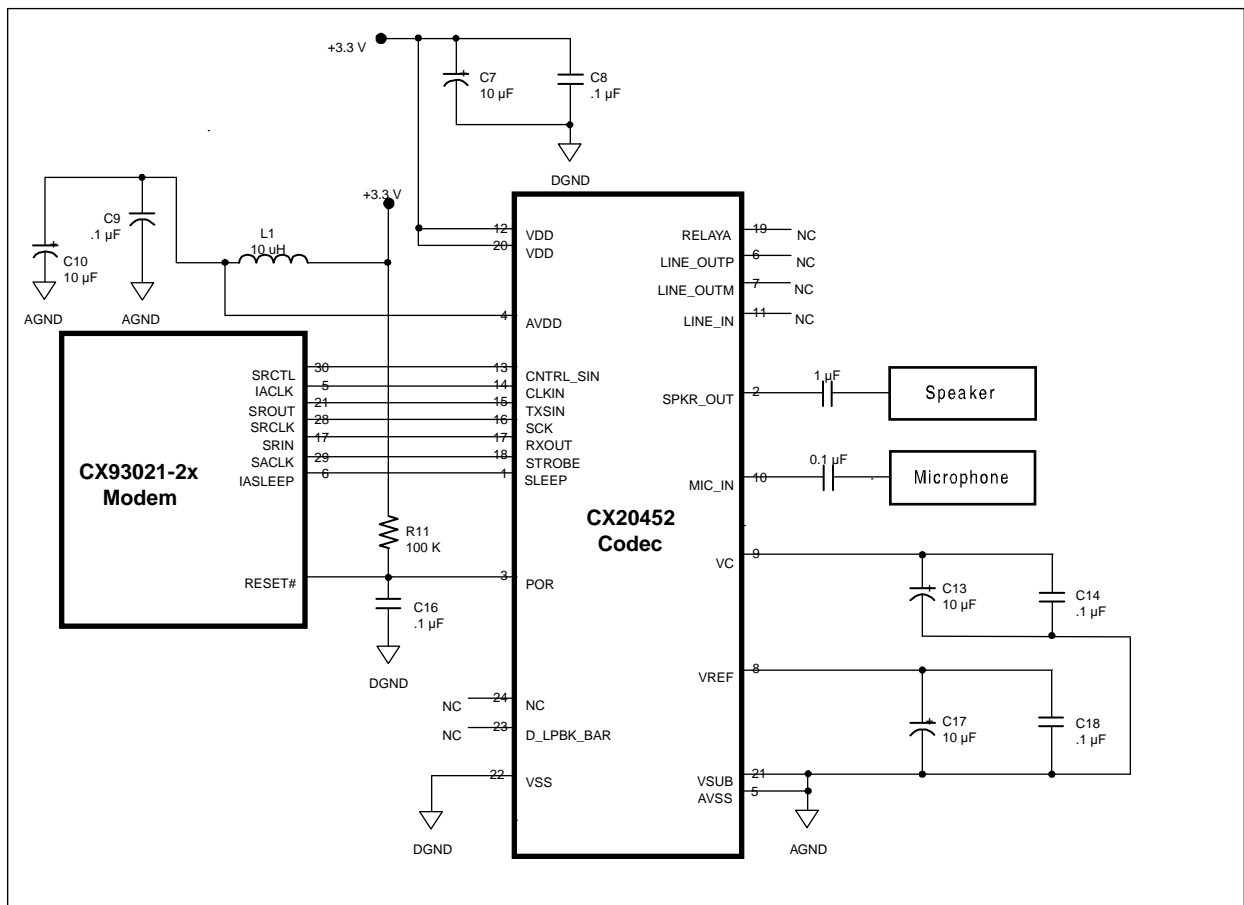 +3.3 V
C7
10 µF
C8
.1 µF
DGND
+3.3 V
C9
.1 µF
C10
10 µF
L1
10 uH
AGND
AGND
12
VDD
20
VDD
4
AVDD
SRCTL
30
13
CNTRL_SIN
IACLK
5
14
CLKIN
SROUT
21
15
TXSIN
SRCLK
28
16
SCK
SRIN
17
17
RXOUT
SACLK
29
18
STROBE
IASLEEP
6
1
SLEEP
CX93021-2x
Modem
R11
100 K
RESET#
3
POR
C16
.1 µF
DGND
NC
24
NC
NC
23
D_LPBK_BAR
22
VSS
DGND
CX20452
Codec
RELAYA
19
NC
LINE_OUTP
6
NC
LINE_OUTM
7
NC
LINE_IN
11
NC
SPKR_OUT
2
1 µF
Speaker
MIC_IN
10
0.1 µF
Microphone
VC
9
C13
10 µF
C14
.1 µF
VREF
8
C17
10 µF
C18
.1 µF
VSUB
21
AVSS
5
AGND